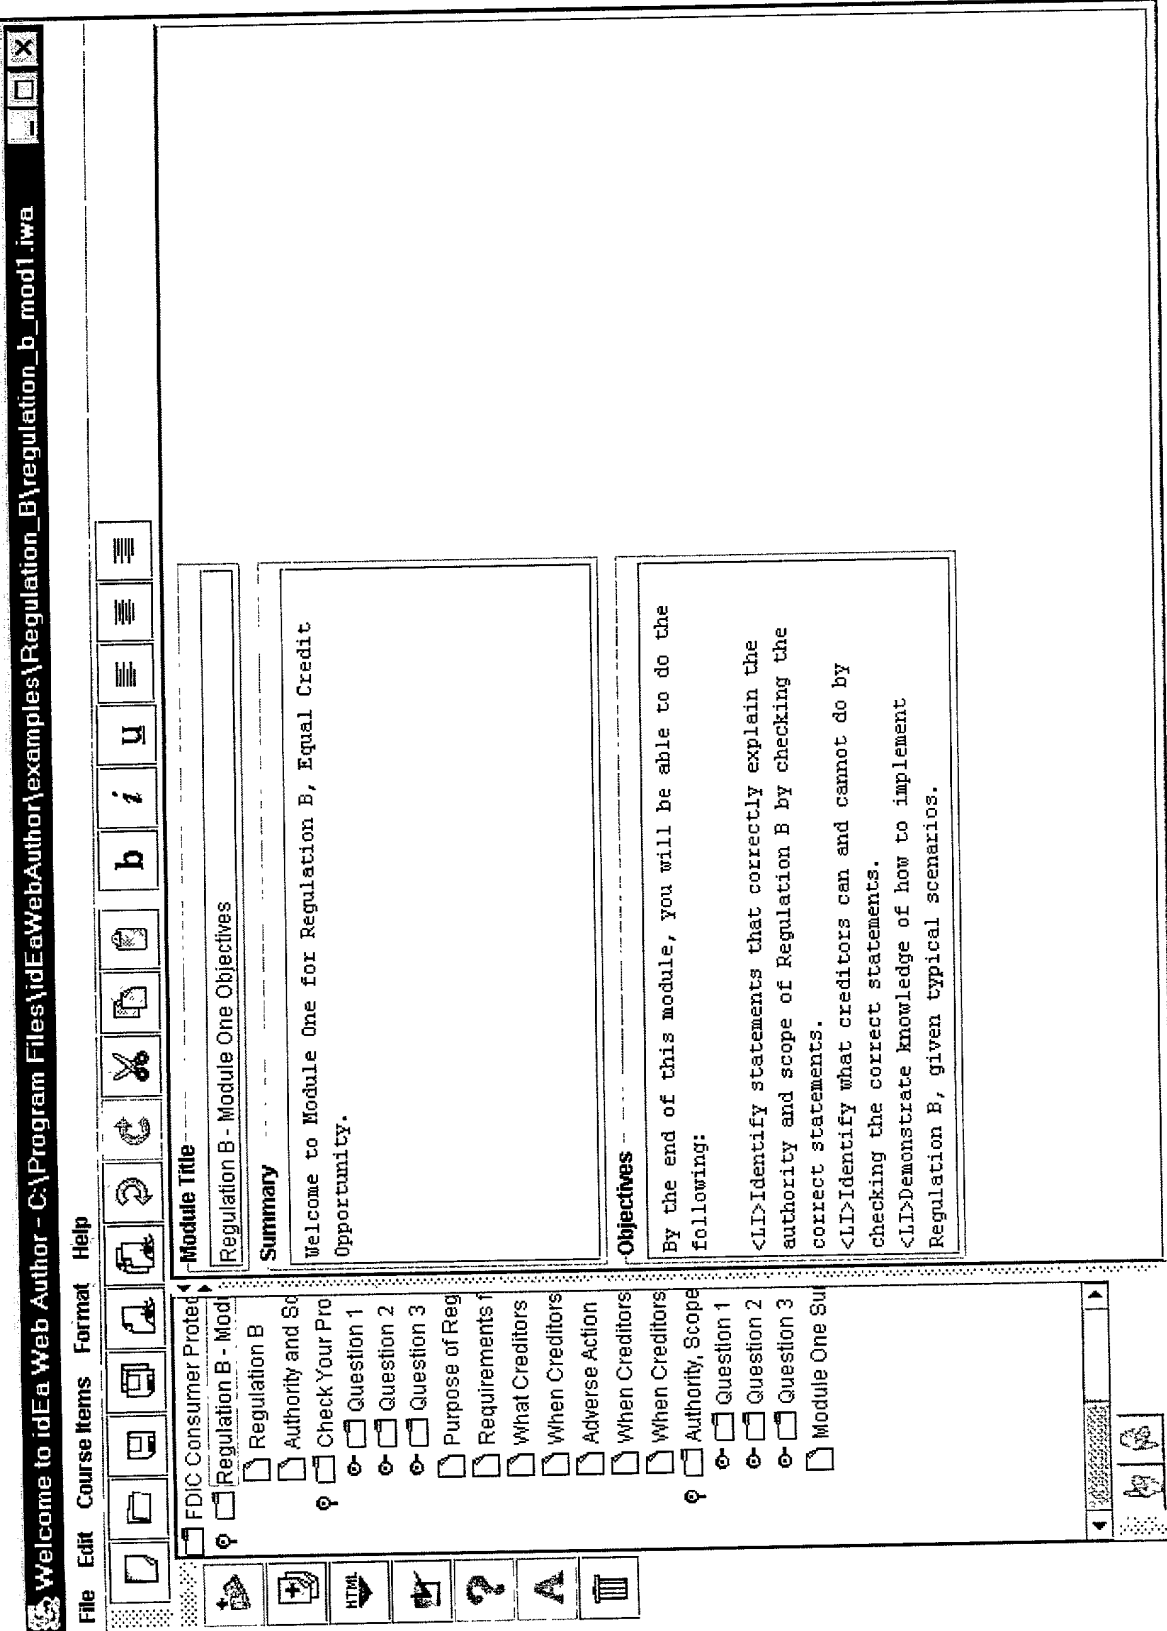 Welcome to idEa Web Author - C:\Program Files\idEaWebAuthor\examples\Regulation_B\regulation_b_mod1.iwa
File Edit Course Items Format Help
b i u
HTML
?
A
FDIC Consumer Protec
Regulation B - Modu
Regulation B
Authority and Sc
Check Your Pro
Question 1
Question 2
Question 3
Purpose of Reg
Requirements f
What Creditors
When Creditors
Adverse Action
When Creditors
When Creditors
Authority, Scope
Question 1
Question 2
Question 3
Module One Sum
Module Title
Regulation B - Module One Objectives
Summary
Welcome to Module One for Regulation B, Equal Credit
Opportunity.
Objectives
By the end of this module, you will be able to do the
following:
<LI>Identify statements that correctly explain the
authority and scope of Regulation B by checking the
correct statements.
<LI>Identify what creditors can and cannot do by
checking the correct statements.
<LI>Demonstrate knowledge of how to implement
Regulation B, given typical scenarios.